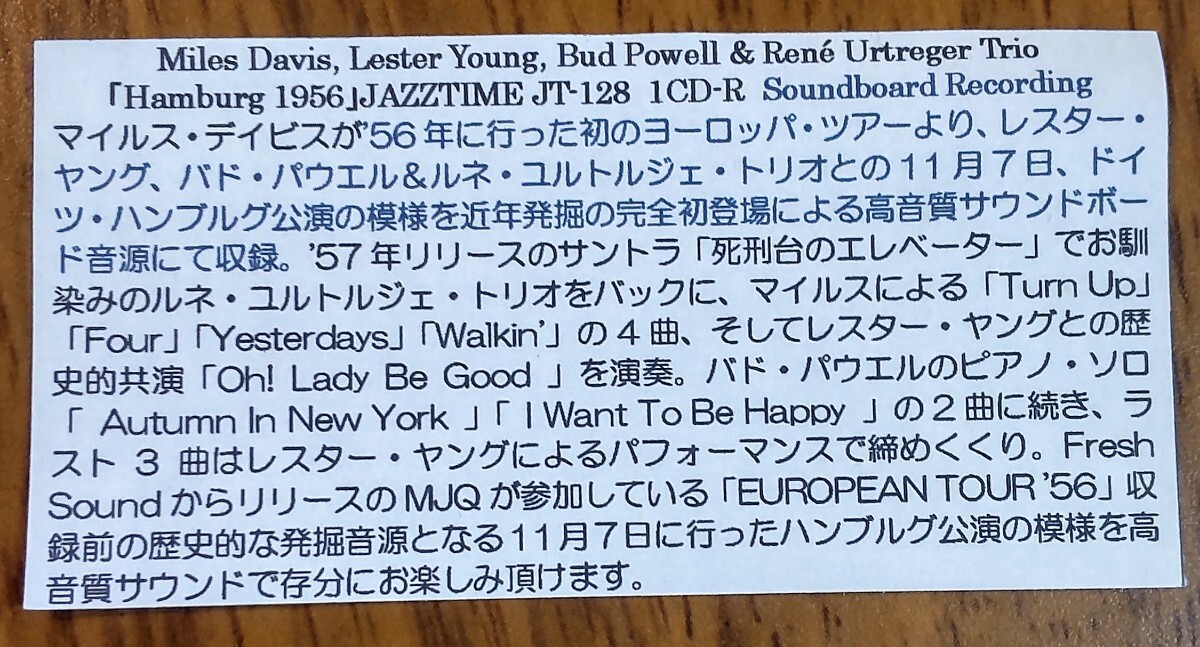 Miles Davis, Lester Young, Bud Powell & René Urtreger Trio
「Hamburg 1956」JAZZTIME JT-128 1CD-R Soundboard Recording
マイルス・デイビスが'56年に行った初のヨーロッパ・ツアーより、レスター・
ヤング、バド・パウエル&ルネ・ユルトルジェ・トリオとの11月7日、ドイ
ツ・ハンブルグ公演の模様を近年発掘の完全初登場による高音質サウンドボー
ド音源にて収録。'57年リリースのサントラ「死刑台のエレベーター」でお馴
染みのルネ・ユルトルジェ・トリオをバックに、マイルスによる「Turn Up」
「Four」「Yesterdays」「Walkin'」の4曲、そしてレスター・ヤングとの歴
史的共演「Oh! Lady Be Good 」を演奏。バド・パウエルのピアノ・ソロ
「 Autumn In New York 」「 I Want To Be Happy 」の2曲に続き、ラ
スト 3 曲はレスター・ヤングによるパフォーマンスで締めくくり。Fresh
SoundからリリースのMJQが参加している「EUROPEAN TOUR '56」収
録前の歴史的な発掘音源となる11月7日に行ったハンブルグ公演の模様を高
音質サウンドで存分にお楽しみ頂けます。